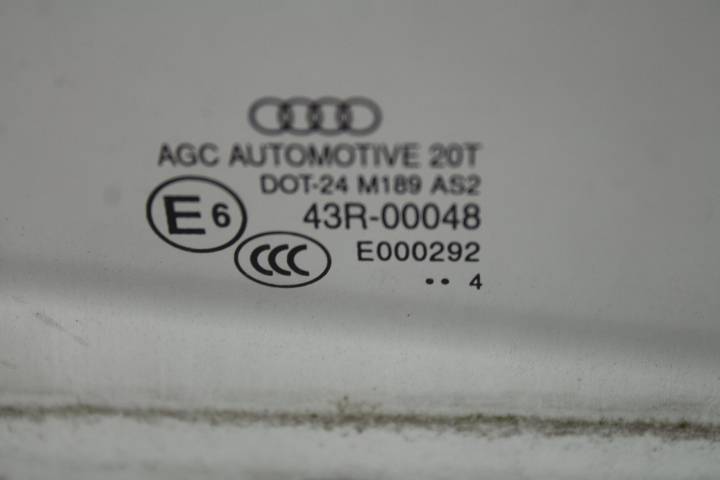 AGC AUTOMOTIVE 20T
DOT-24 M189 AS2
E6 43R-00048
CCC E000292
•• 4